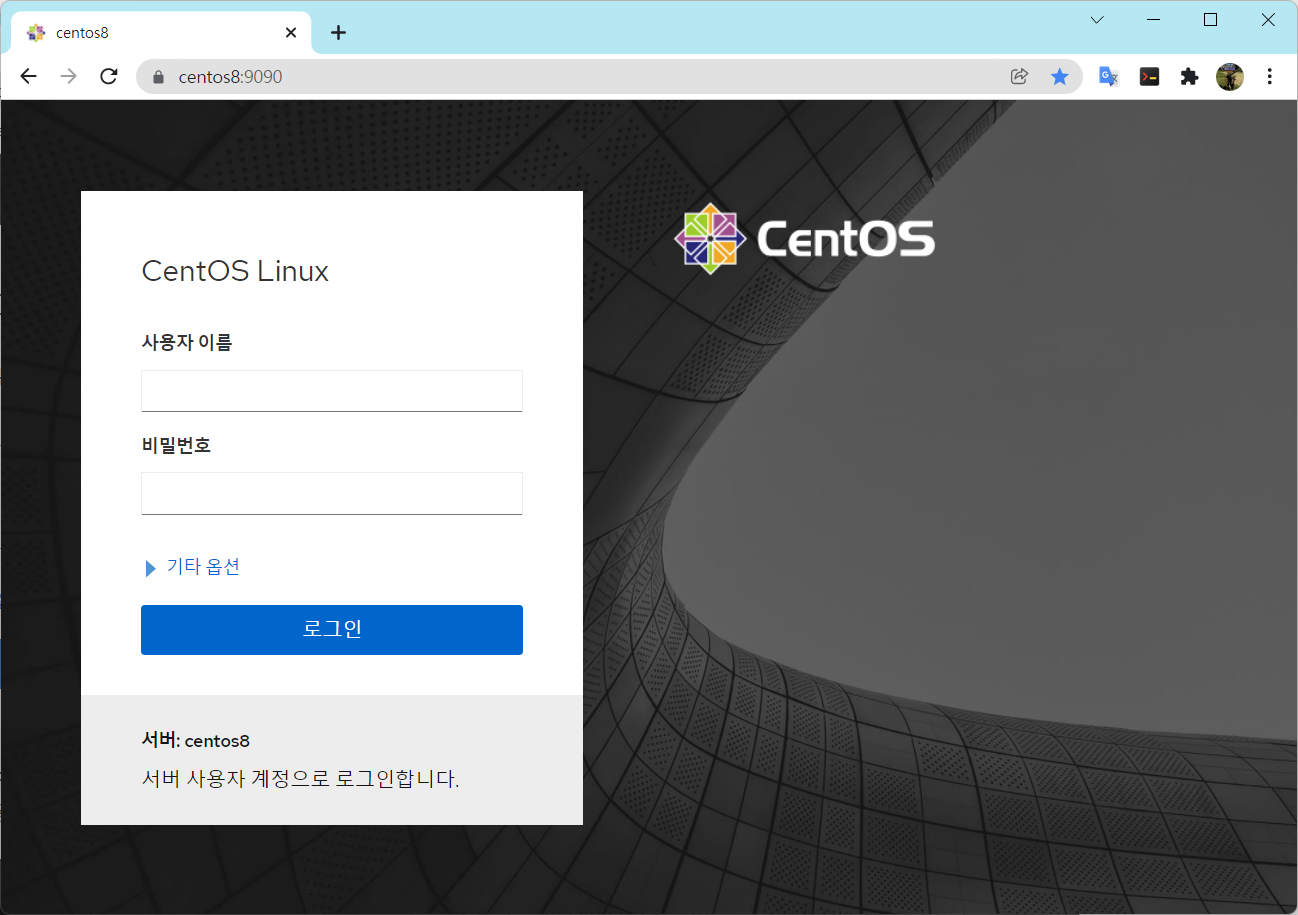 centos8
centos8:9090
CentOS Linux
CentOS
사용자 이름
비밀번호
기타 옵션
로그인
서버: centos8
서버 사용자 계정으로 로그인합니다.